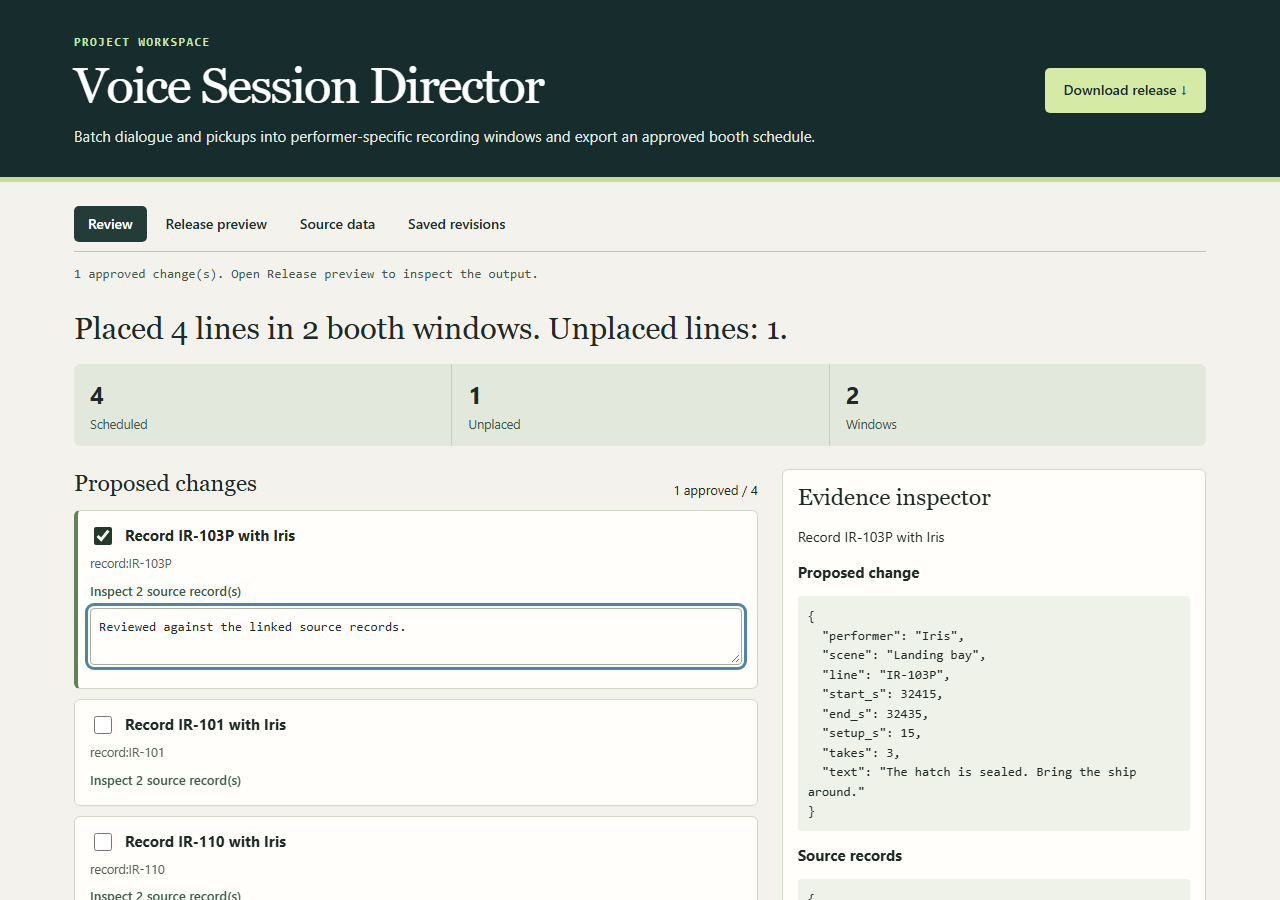 PROJECT WORKSPACE
Voice Session Director
Batch dialogue and pickups into performer-specific recording windows and export an approved booth schedule.
Download release ↓
Review
Release preview
Source data
Saved revisions
1 approved change(s). Open Release preview to inspect the output.
Placed 4 lines in 2 booth windows. Unplaced lines: 1.
4
Scheduled
1
Unplaced
2
Windows
Proposed changes
1 approved / 4
Record IR-103P with Iris
record:IR-103P
Inspect 2 source record(s)
Reviewed against the linked source records.
Record IR-101 with Iris
record:IR-101
Inspect 2 source record(s)
Record IR-110 with Iris
record:IR-110
Inspect 2 source record(s)
Evidence inspector
Record IR-103P with Iris
Proposed change
{
  "performer": "Iris",
  "scene": "Landing bay",
  "line": "IR-103P",
  "start_s": 32415,
  "end_s": 32435,
  "setup_s": 15,
  "takes": 3,
  "text": "The hatch is sealed. Bring the ship
around."
}
Source records
{